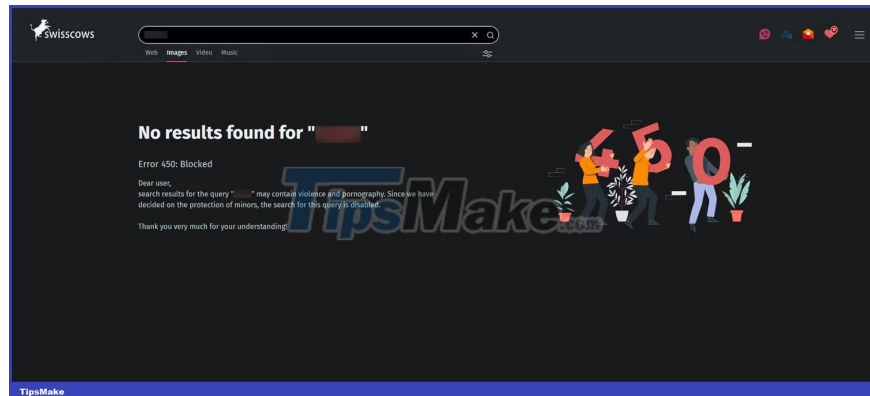 swisscows
Web Images Video Music
No results found for " "
Error 450: Blocked
Dear user,
search results for the query " " may contain violence and pornography. Since we have
decided on the protection of minors, the search for this query is disabled.
Thank you very much for your understanding!
450
TipsMake.com
TipsMake